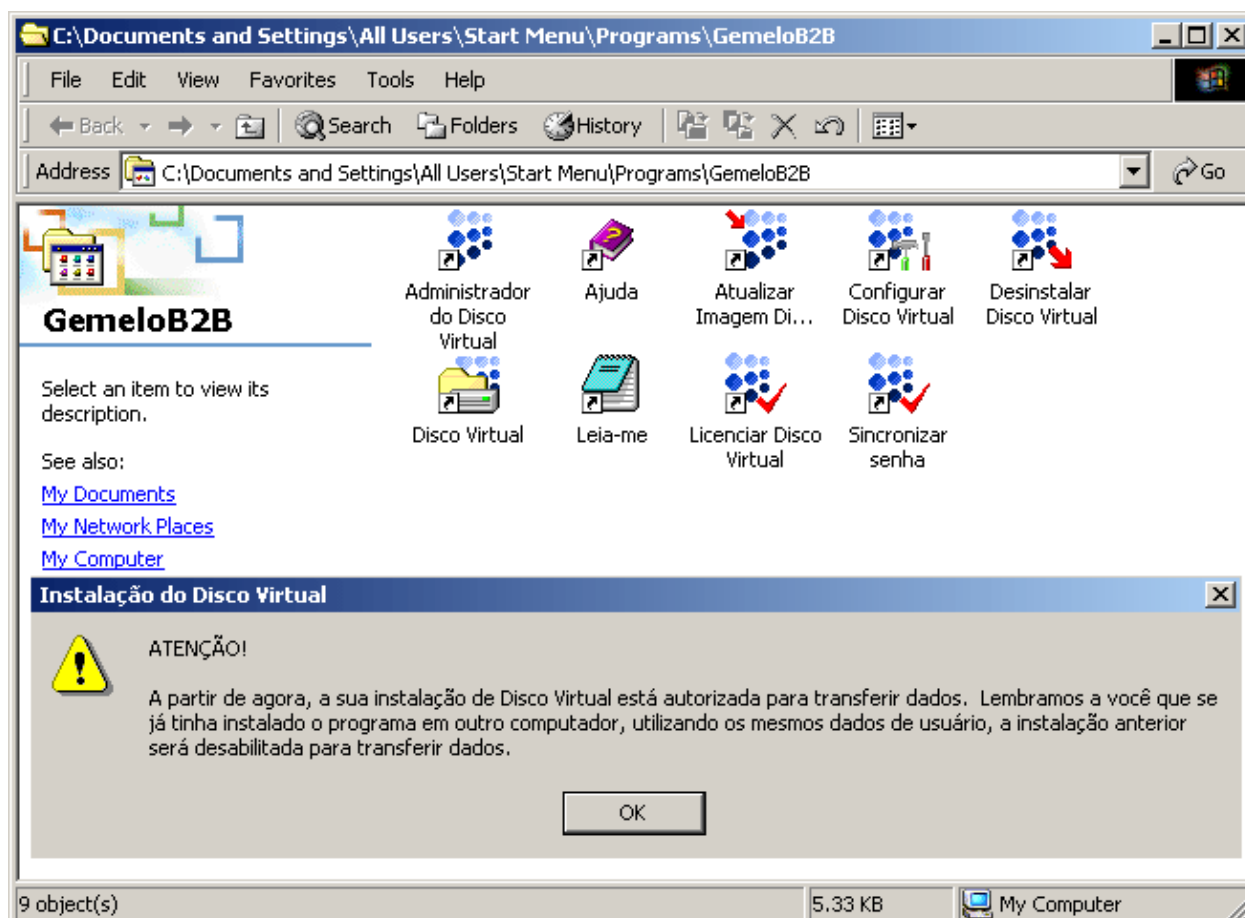 C:\Documents and Settings\All Users\Start Menu\Programs\GemeloB2B
File Edit View Favorites Tools Help
Back Search Folders History
Address C:\Documents and Settings\All Users\Start Menu\Programs\GemeloB2B Go
GemeloB2B
Select an item to view its
description.
See also:
My Documents
My Network Places
My Computer
Administrador
do Disco
Virtual
Ajuda
Atualizar
Imagem Di...
Configurar
Disco Virtual
Desinstalar
Disco Virtual
Disco Virtual
Leia-me
Licenciar Disco
Virtual
Sincronizar
senha
Instalação do Disco Virtual
ATENÇÃO!
A partir de agora, a sua instalação de Disco Virtual está autorizada para transferir dados. Lembramos a você que se
já tinha instalado o programa em outro computador, utilizando os mesmos dados de usuário, a instalação anterior
será desabilitada para transferir dados.
OK
9 object(s) 5.33 KB My Computer